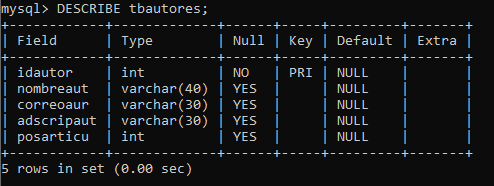 mysql> DESCRIBE tbautores;
+------------+-------------+------+-----+---------+-------+
| Field      | Type        | Null | Key | Default | Extra |
+------------+-------------+------+-----+---------+-------+
| idautor    | int         | NO   | PRI | NULL    |       |
| nombreaut  | varchar(40) | YES  |     | NULL    |       |
| correoaur  | varchar(30) | YES  |     | NULL    |       |
| adscripaut | varchar(30) | YES  |     | NULL    |       |
| posarticu  | int         | YES  |     | NULL    |       |
+------------+-------------+------+-----+---------+-------+
5 rows in set (0.00 sec)